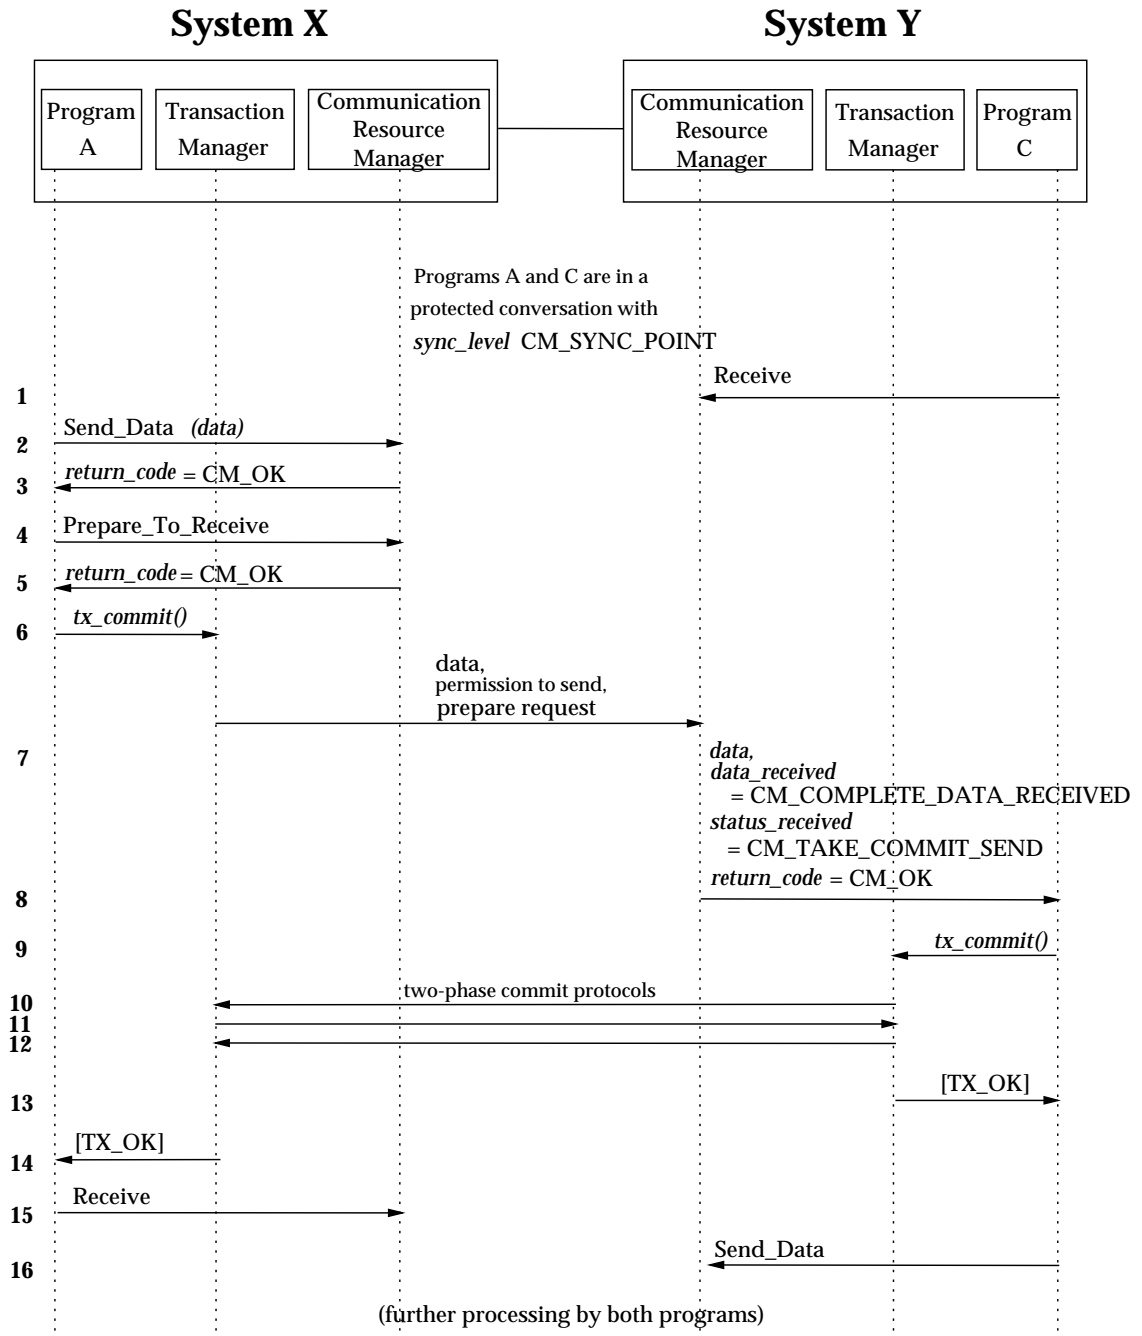 System X
System Y
Program
A
Transaction
Manager
Communication
Resource
Manager
Communication
Resource
Manager
Transaction
Manager
Program
C
Programs A and C are in a
protected conversation with
sync_level CM_SYNC_POINT
Receive
1
Send_Data (data)
2
return_code = CM_OK
3
Prepare_To_Receive
4
return_code = CM_OK
5
tx_commit()
6
data,
permission to send,
prepare request
7
data,
data_received
= CM_COMPLETE_DATA_RECEIVED
status_received
= CM_TAKE_COMMIT_SEND
return_code = CM_OK
8
tx_commit()
9
two-phase commit protocols
10
11
12
[TX_OK]
13
[TX_OK]
14
Receive
15
Send_Data
16
(further processing by both programs)